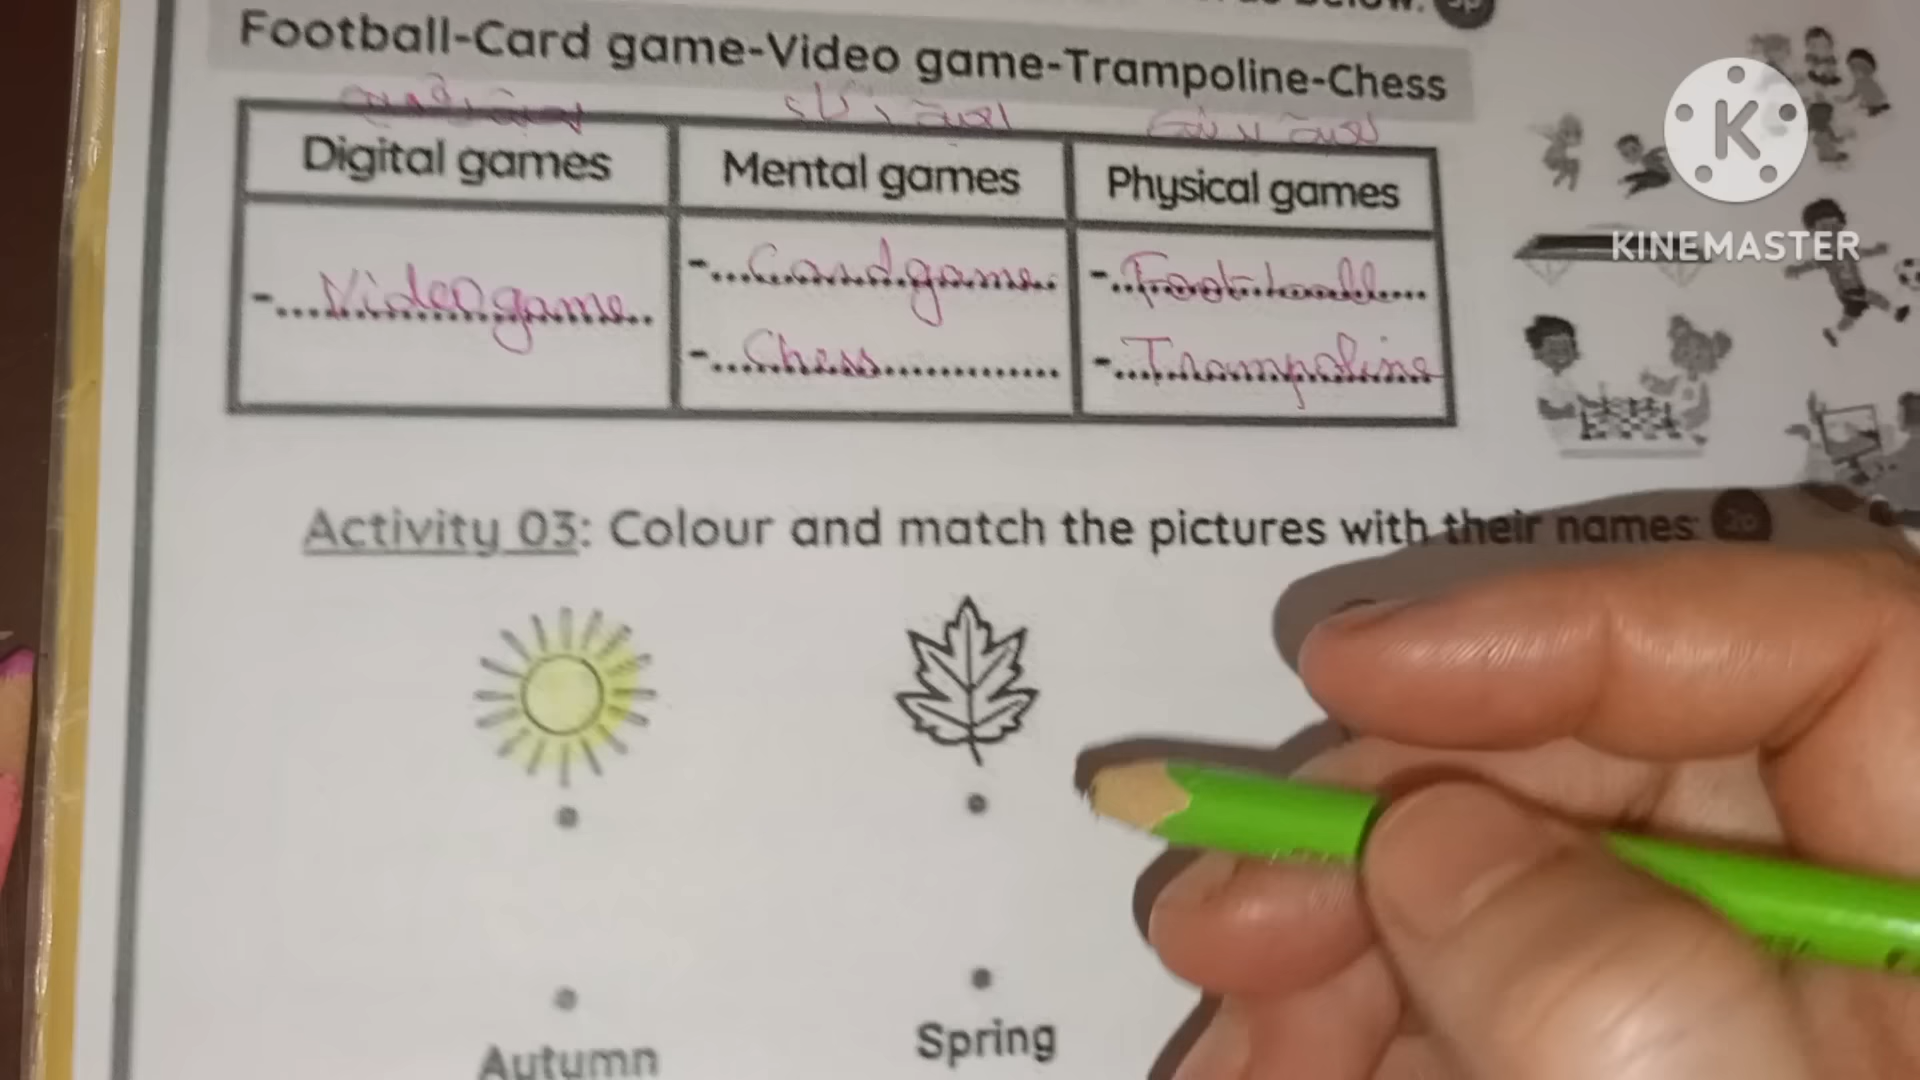 below.
Football-Card game-Video game-Trampoline-Chess
Digital games
Mental games
Physical games
- Video game
- Card game
- Chess
- Football
- Trampoline
K
KINEMASTER
Activity 03: Colour and match the pictures with their names:
Autumn
Spring